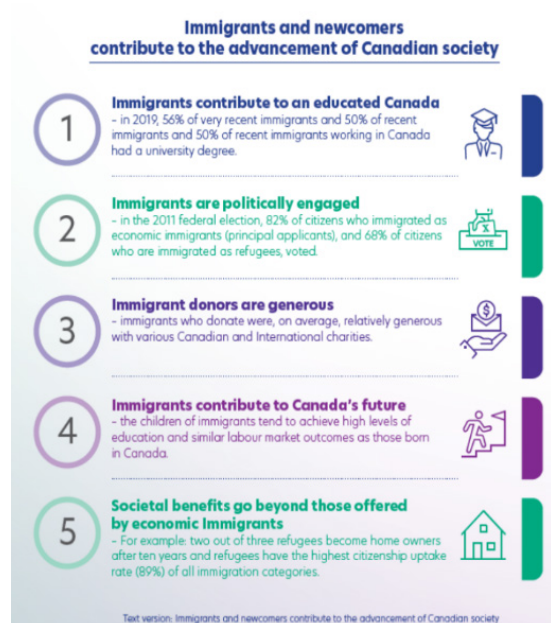 Immigrants and newcomers
contribute to the advancement of Canadian society
1
Immigrants contribute to an educated Canada
- in 2019, 56% of very recent immigrants and 50% of recent
immigrants and 50% of recent immigrants working in Canada
had a university degree.
2
Immigrants are politically engaged
- in the 2011 federal election, 82% of citizens who immigrated as
economic immigrants (principal applicants), and 68% of citizens
who are immigrated as refugees, voted.
X
VOTE
3
Immigrant donors are generous
- immigrants who donate were, on average, relatively generous
with various Canadian and International charities.
$
4
Immigrants contribute to Canada's future
- the children of immigrants tend to achieve high levels of
education and similar labour market outcomes as those born
in Canada.
5
Societal benefits go beyond those offered
by economic Immigrants
- For example: two out of three refugees become home owners
after ten years and refugees have the highest citizenship uptake
rate (89%) of all immigration categories.
Text version: Immigrants and newcomers contribute to the advancement of Canadian society